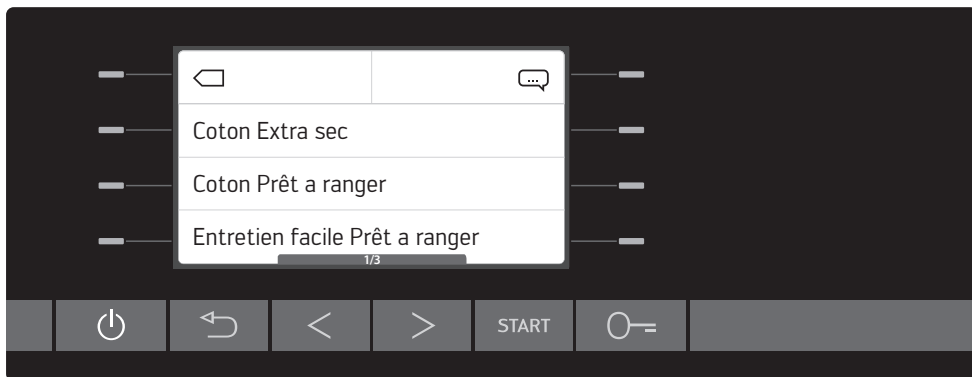 Coton Extra sec
Coton Prêt a ranger
Entretien facile Prêt a ranger
1/3
START